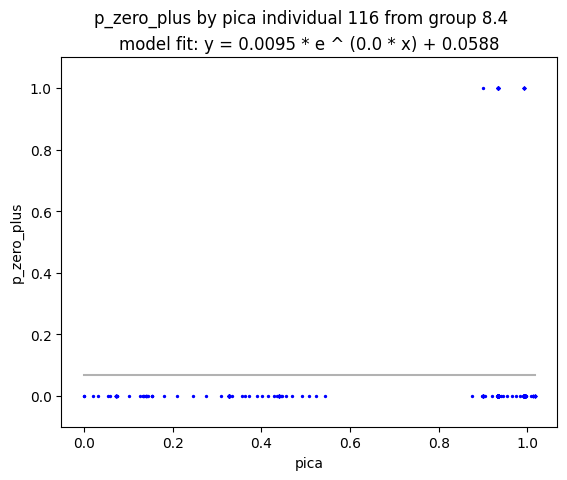 p_zero_plus by pica individual 116 from group 8.4
model fit: y = 0.0095 * e ^ (0.0 * x) + 0.0588
1.0
0.8
0.6
0.4
0.2
0.0
p_zero_plus
0.0 0.2 0.4 0.6 0.8 1.0
pica